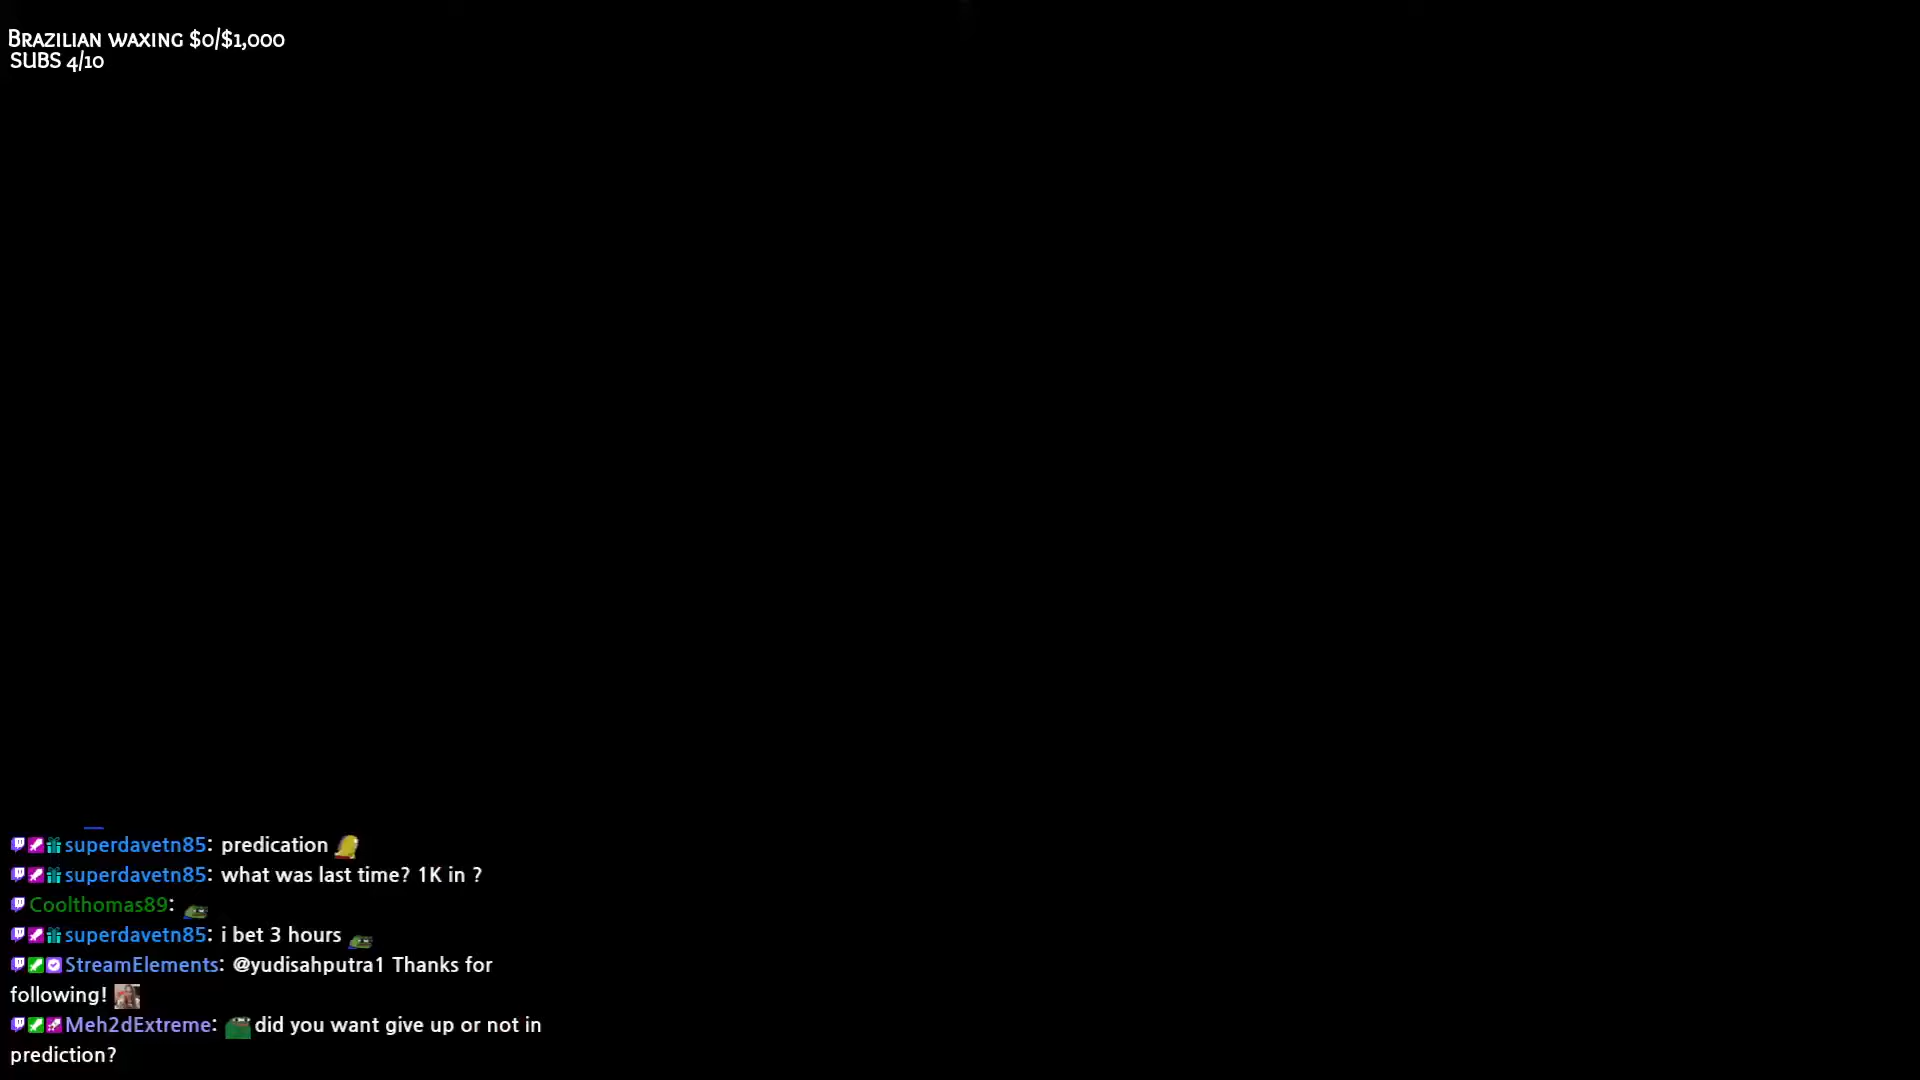 BRAZILIAN WAXING $0/$1,000
SUBS 4/10
superdavetn85: predication
superdavetn85: what was last time? 1K in ?
Coolthomas89:
superdavetn85: i bet 3 hours
StreamElements: @yudisahputra1 Thanks for
following!
Meh2dExtreme: did you want give up or not in
prediction?